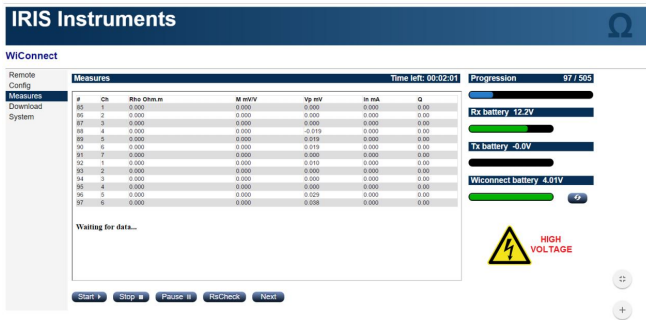 IRIS Instruments
Ω
WiConnect
Remote
Config
Measures
Download
System
Measures Time left: 00:02:01
# Ch Rho Ohm.m M mV/V Vp mV In mA Q
85 1 0.000 0.000 0.000 0.000 0.00
86 2 0.000 0.000 0.000 0.000 0.00
87 3 0.000 0.000 0.000 0.000 0.00
88 4 0.000 0.000 -0.019 0.000 0.00
89 5 0.000 0.000 0.019 0.000 0.00
90 6 0.000 0.000 0.019 0.000 0.00
91 7 0.000 0.000 0.000 0.000 0.00
92 1 0.000 0.000 0.010 0.000 0.00
93 2 0.000 0.000 0.000 0.000 0.00
94 3 0.000 0.000 0.000 0.000 0.00
95 4 0.000 0.000 0.000 0.000 0.00
96 5 0.000 0.000 0.029 0.000 0.00
97 6 0.000 0.000 0.038 0.000 0.00
Waiting for data...
Start Stop Pause RsCheck Next
Progression 97 / 505
Rx battery 12.2V
Tx battery -0.0V
Wiconnect battery 4.01V
HIGH
VOLTAGE